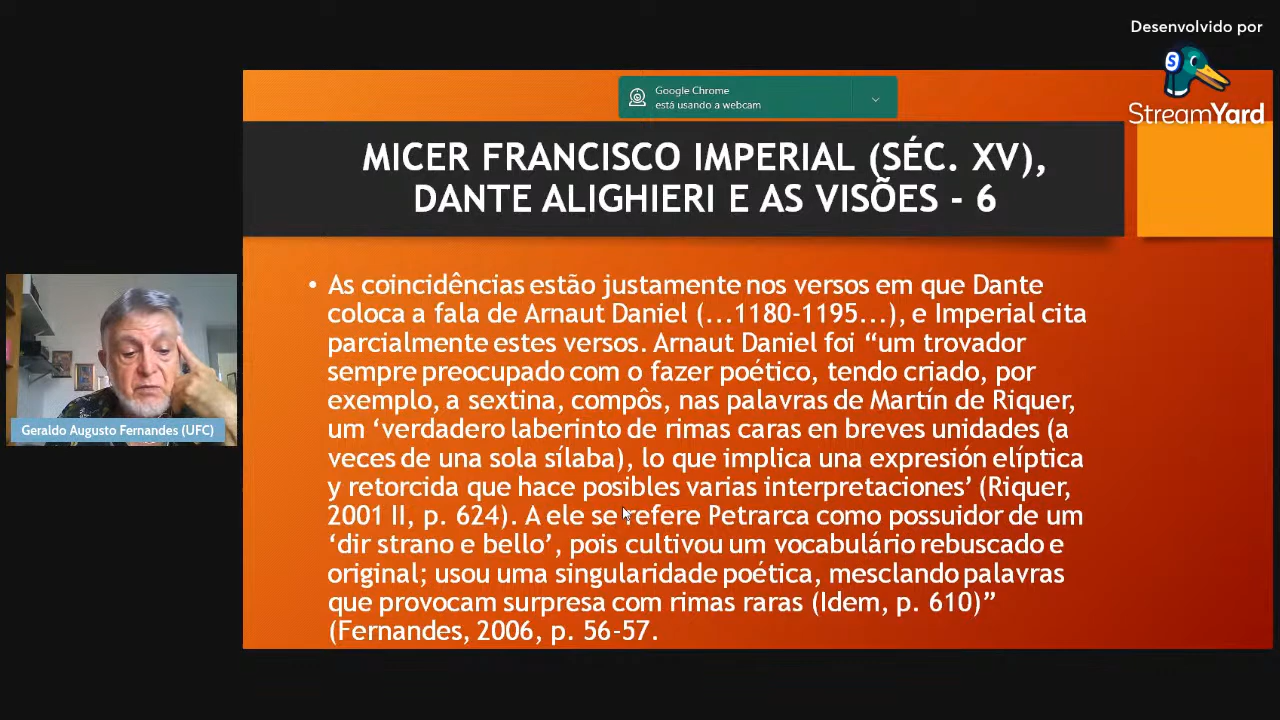 Desenvolvido por
StreamYard
Google Chrome
está usando a webcam
MICER FRANCISCO IMPERIAL (SÉC. XV),
DANTE ALIGHIERI E AS VISÕES - 6
• As coincidências estão justamente nos versos em que Dante
coloca a fala de Arnaut Daniel (...1180-1195...), e Imperial cita
parcialmente estes versos. Arnaut Daniel foi “um trovador
sempre preocupado com o fazer poético, tendo criado, por
exemplo, a sextina, compôs, nas palavras de Martín de Riquer,
um ‘verdadero laberinto de rimas caras en breves unidades (a
veces de una sola sílaba), lo que implica una expresión elíptica
y retorcida que hace posibles varias interpretaciones’ (Riquer,
2001 II, p. 624). A ele se refere Petrarca como possuidor de um
‘dir strano e bello’, pois cultivou um vocabulário rebuscado e
original; usou uma singularidade poética, mesclando palavras
que provocam surpresa com rimas raras (Idem, p. 610)”
(Fernandes, 2006, p. 56-57.
Geraldo Augusto Fernandes (UFC)